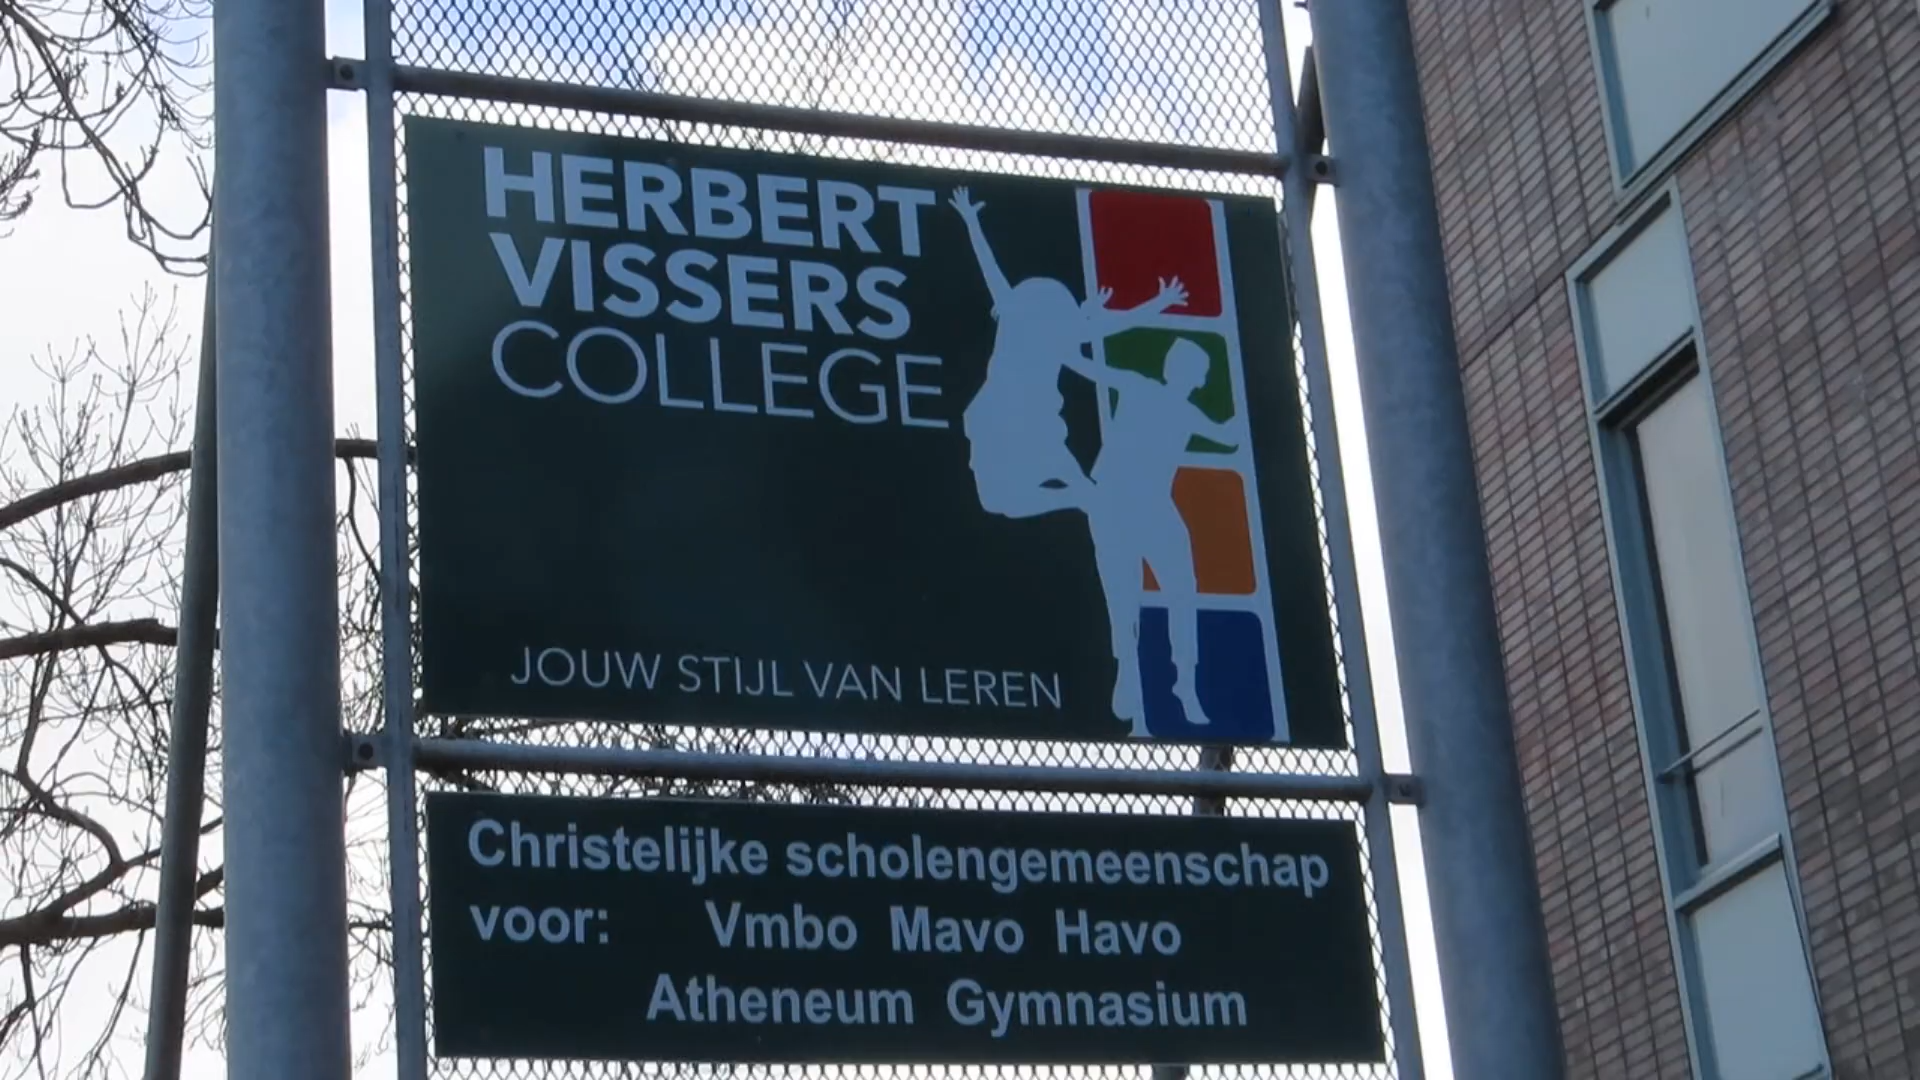 HERBERT
VISSERS
COLLEGE
JOUW STIJL VAN LEREN
Christelijke scholengemeenschap
voor: Vmbo Mavo Havo
Atheneum Gymnasium